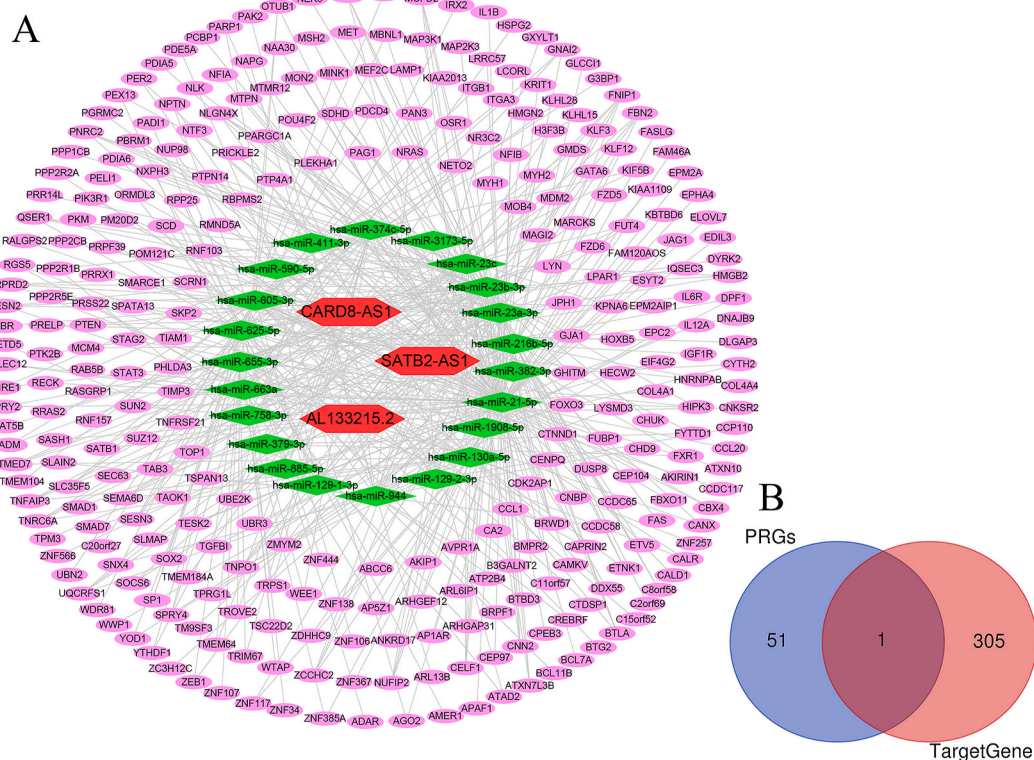 A
OTUB1
IRX2
IL1B
PAK2
HSPG2
PARP1
GXYLT1
PCBP1
NAA30
MSH2
MET
MBNL1
MAP3K1
MAP2K3
GNAI2
PDE5A
NAPG
LRRC57
GLCCI1
PDIA5
NFIA
MON2
MINK1
MEF2C
LAMP1
KIAA2013
LCORL
G3BP1
PER2
NLK
MTMR12
ITGB1
KRIT1
FNIP1
PEX13
NPTN
MTPN
ITGA3
KLHL28
FBN2
PGRMC2
PADI1
NLGN4X
POU4F2
SDHD
PDCD4
PAN3
OSR1
HMGN2
KLHL15
FASLG
PNRC2
PBRM1
NTF3
PPARGC1A
NR3C2
H3F3B
KLF3
FAM46A
PPP1CB
PDIA6
NUP98
PRICKLE2
PLEKHA1
PAG1
NRAS
NETO2
NFIB
GMDS
KLF12
EPM2A
PPP2R2A
PELI1
NXPH3
PTPN14
PTP4A1
MYH1
MYH2
GATA6
KIF5B
EPHA4
PRR14L
PIK3R1
ORMDL3
RPP25
RBPMS2
MOB4
MDM2
FZD5
KIAA1109
ELOVL7
QSER1
PKM
PM20D2
SCD
RMND5A
MARCKS
FUT4
KBTBD6
EDIL3
RALGPS2
PPP2CB
PRPF39
POM121C
RNF103
MAGI2
FZD6
FAM120AOS
JAG1
DYRK2
RGS5
PPP2R1B
PRRX1
SMARCE1
SCRN1
LYN
LPAR1
ESYT2
IQSEC3
HMGB2
PPP2R5E
PRSS22
SPATA13
SKP2
JPH1
KPNA6
EPM2AIP1
IL6R
DPF1
PRELP
PTEN
STAG2
TIAM1
GJA1
HOXB5
EPC2
IL12A
DNAJB9
PTK2B
MCM4
STAT3
PHLDA3
GHITM
HECW2
EIF4G2
IGF1R
DLGAP3
RAB5B
CYTH2
RECK
RASGRP1
TIMP3
FOXO3
LYSMD3
COL4A1
HNRNPAB
COL4A4
RRAS2
RNF157
SUN2
TNFRSF21
CTNND1
FUBP1
CHUK
HIPK3
CNKSR2
SASH1
SATB1
SUZ12
TOP1
CENPQ
CHD9
FYTTD1
CCP110
TMED7
SLAIN2
SEC63
TAB3
TSPAN13
DUSP8
CEP104
FXR1
CCL20
TMEM104
SLC35F5
SEMA6D
TAOK1
UBE2K
CDK2AP1
CNBP
AKIRIN1
ATXN10
TNFAIP3
SMAD1
SESN3
TESK2
UBR3
CCL1
CCDC65
FBXO11
CCDC117
TNRC6A
SMAD7
SLMAP
TGFBI
ZMYM2
CA2
BRWD1
CCDC58
FAS
CBX4
TPM3
C20orf27
SOX2
TNPO1
ZNF444
ABCC6
AKIP1
AVPR1A
BMPR2
CAPRIN2
ETV5
CANX
ZNF566
SNX4
TMEM184A
TRPS1
WEE1
B3GALNT2
CAMKV
ETNK1
ZNF257
UBN2
SOCS6
TPRG1L
ATP2B4
C11orf57
DDX55
CALR
UQCRFS1
SP1
TROVE2
ZNF138
AP5Z1
ARHGEF12
ARL6IP1
BTBD3
CTDSP1
CALD1
WDR81
SPRY4
TSC22D2
BRPF1
CREBRF
C8orf58
WWP1
TM9SF3
ZDHHC9
ZNF106
ANKRD17
AP1AR
ARHGAP31
CPEB3
C2orf69
YOD1
TMEM64
CNN2
C15orf52
YTHDF1
TRIM67
WTAP
CEP97
BTLA
ZC3H12C
ZCCHC2
ZNF367
NUFIP2
ARL13B
CELF1
BTG2
ZEB1
BCL7A
ZNF107
BCL11B
ZNF117
ATXN7L3B
ZNF34
ATAD2
ZNF385A
ADAR
AGO2
AMER1
APAF1
hsa-miR-374c-5p
hsa-miR-411-3p
hsa-miR-3173-5p
hsa-miR-590-5p
hsa-miR-23c
hsa-miR-23b-3p
hsa-miR-605-3p
hsa-miR-23a-3p
hsa-miR-625-5p
hsa-miR-216b-5p
hsa-miR-655-3p
hsa-miR-382-3p
hsa-miR-663a
hsa-miR-21-5p
hsa-miR-758-3p
hsa-miR-1908-5p
hsa-miR-379-3p
hsa-miR-130a-5p
hsa-miR-885-5p
hsa-miR-129-2-3p
hsa-miR-129-1-3p
hsa-miR-944
CARD8-AS1
SATB2-AS1
AL133215.2
B
PRGs
51
1
305
TargetGene